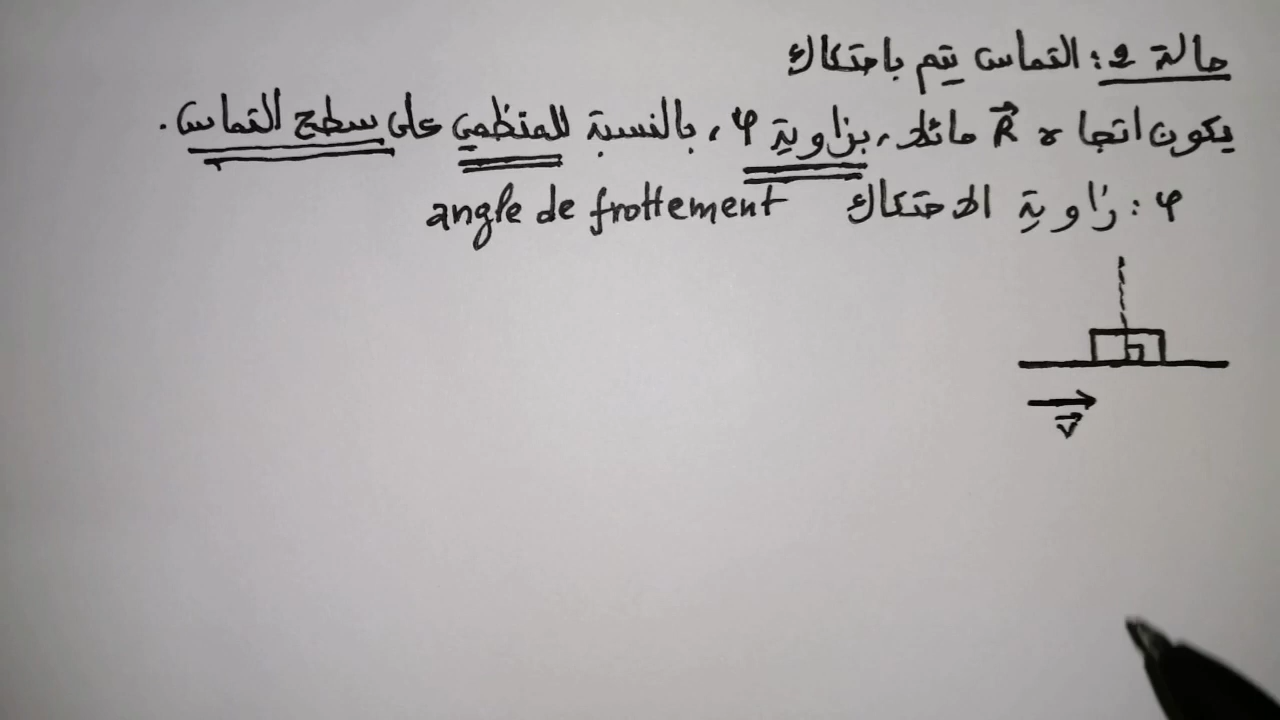 حالة 2: التماس يتم باحتكاك
يكون اتجاه R⃗ مائلا، بزاوية φ، بالنسبة للمنظمي على سطح التماس.
φ: زاوية الاحتكاك angle de frottement
v⃗